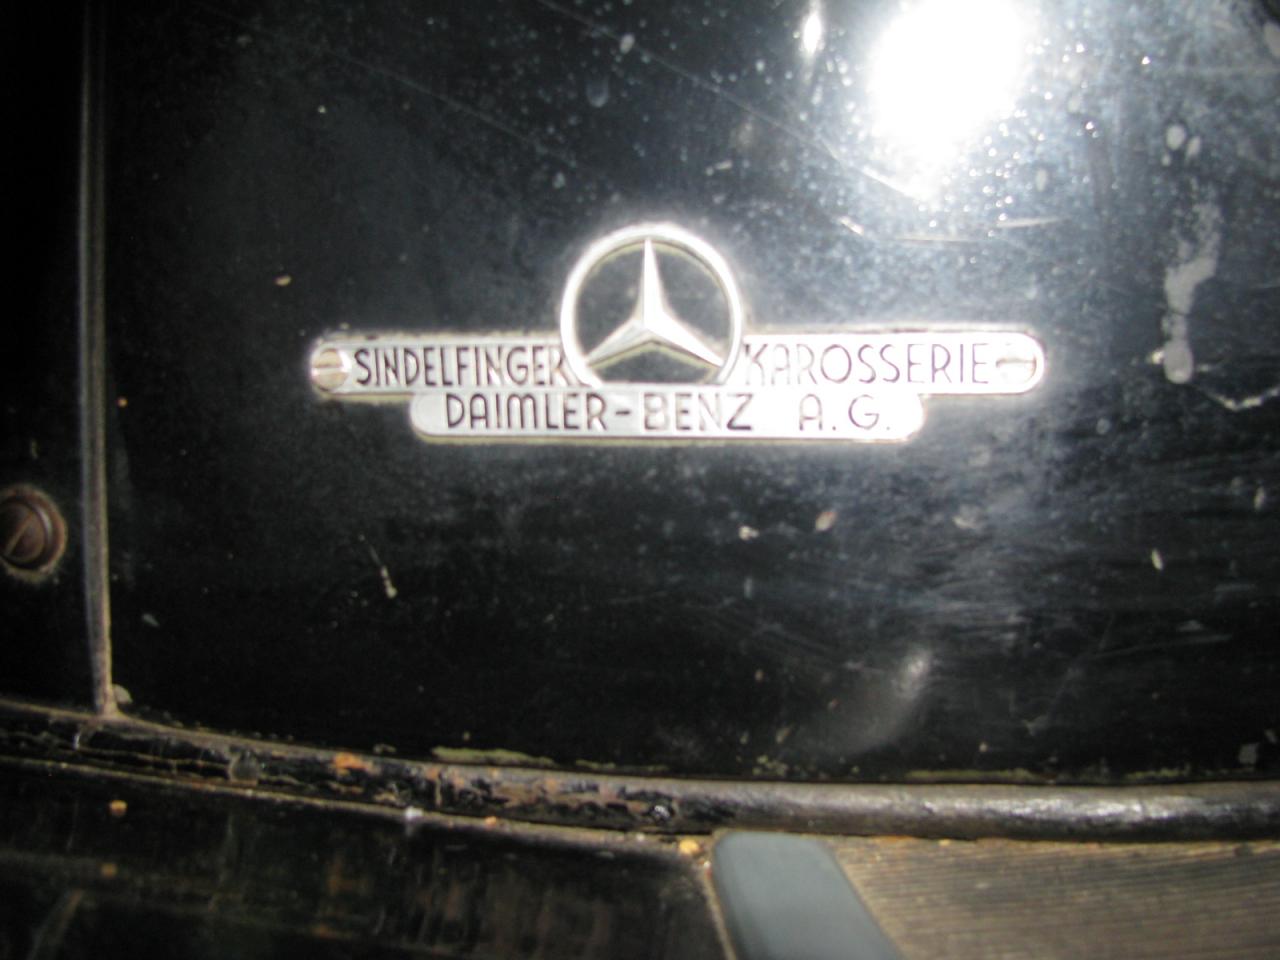 SINDELFINGER KAROSSERIE
DAIMLER-BENZ A.G.